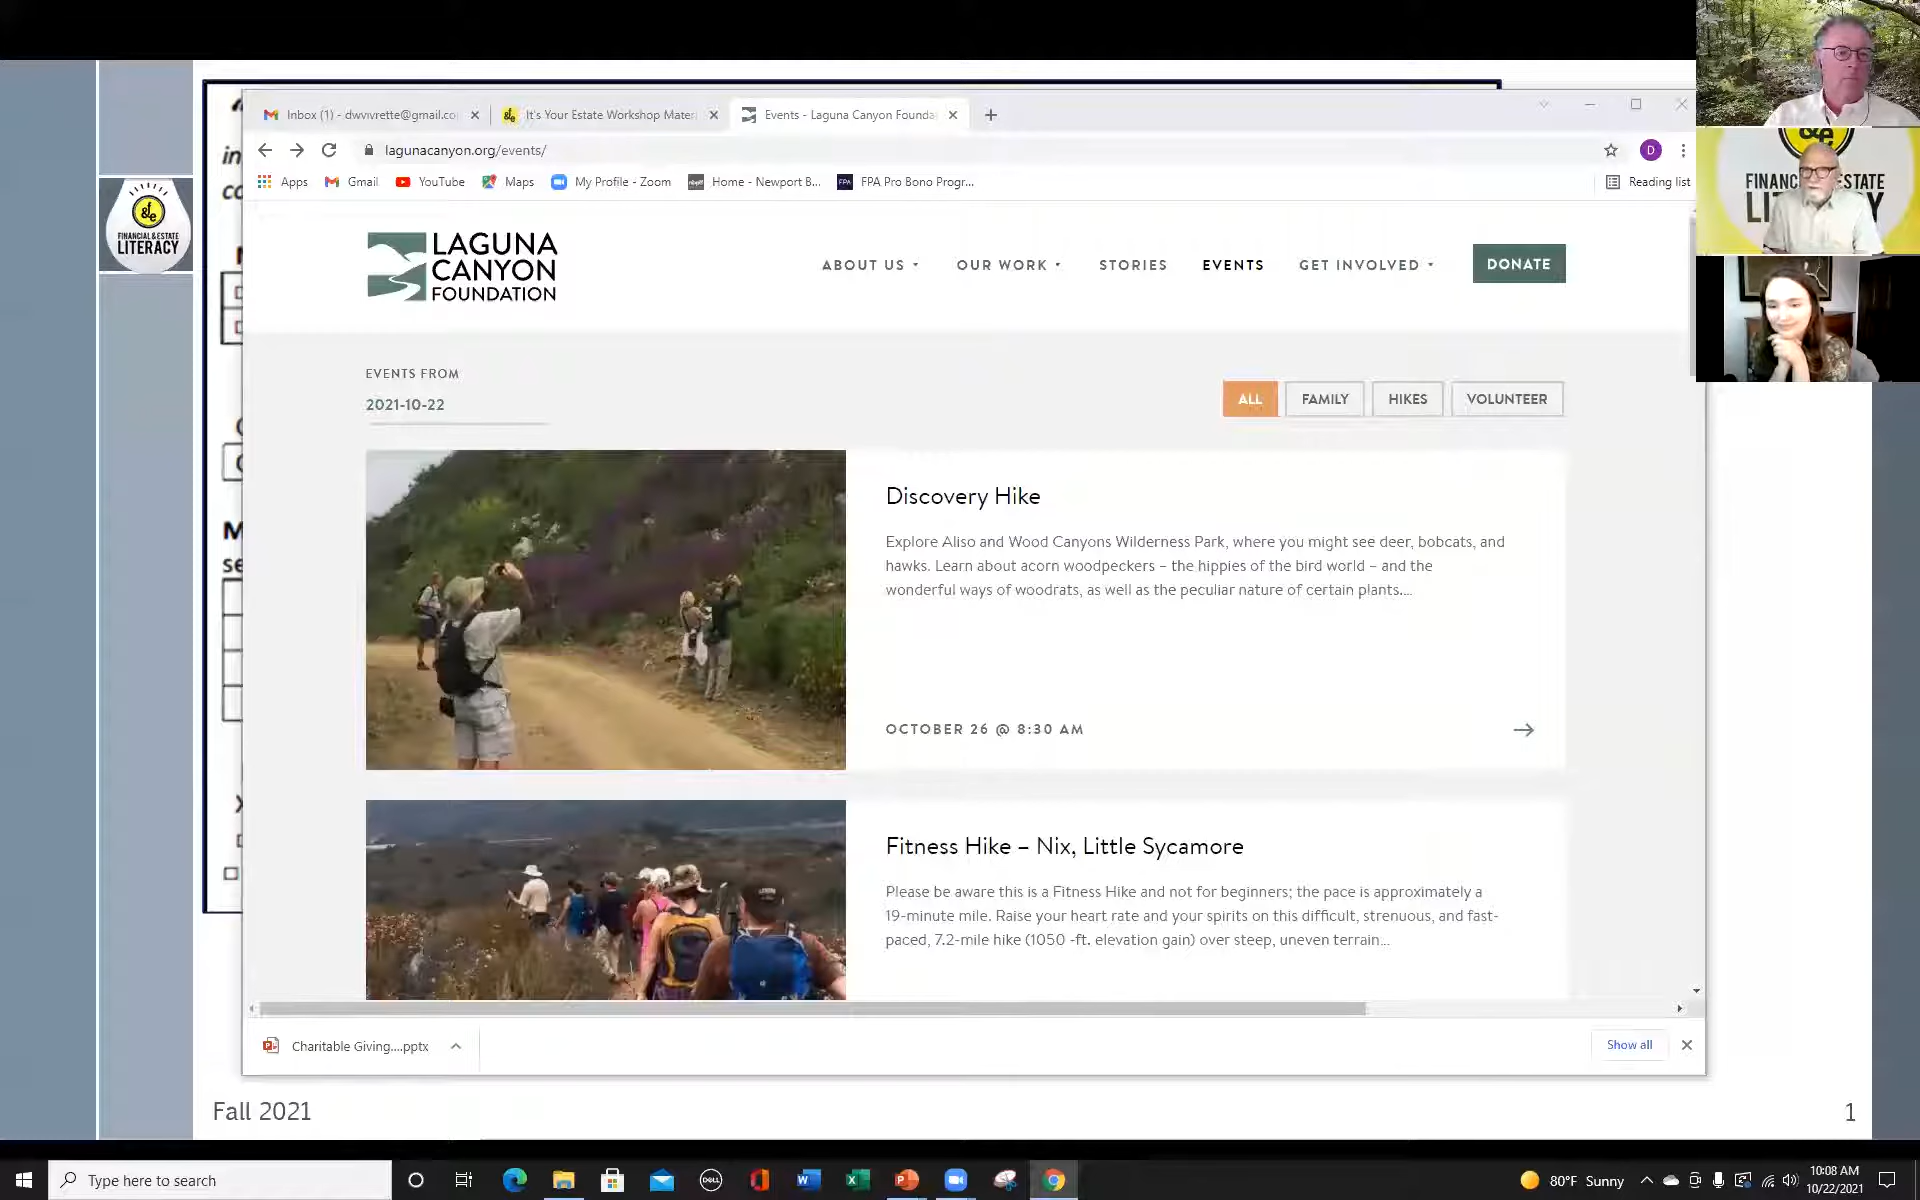 Inbox (1) - dwvivrette@gmail.co
It's Your Estate Workshop Mater
Events - Laguna Canyon Founda
lagunacanyon.org/events/
D
Apps
Gmail
YouTube
Maps
My Profile - Zoom
Home - Newport B...
FPA Pro Bono Progr...
Reading list
in
co
f&e
FINANCIAL & ESTATE
LITERACY
LAGUNA
CANYON
FOUNDATION
ABOUT US
OUR WORK
STORIES
EVENTS
GET INVOLVED
DONATE
EVENTS FROM
2021-10-22
ALL
FAMILY
HIKES
VOLUNTEER
Discovery Hike
Explore Aliso and Wood Canyons Wilderness Park, where you might see deer, bobcats, and
hawks. Learn about acorn woodpeckers – the hippies of the bird world – and the
wonderful ways of woodrats, as well as the peculiar nature of certain plants....
OCTOBER 26 @ 8:30 AM
Fitness Hike – Nix, Little Sycamore
Please be aware this is a Fitness Hike and not for beginners; the pace is approximately a
19-minute mile. Raise your heart rate and your spirits on this difficult, strenuous, and fast-
paced, 7.2-mile hike (1050 -ft. elevation gain) over steep, uneven terrain...
M
se
Charitable Giving....pptx
Show all
Fall 2021
1
Type here to search
DELL
80°F Sunny
10:08 AM
10/22/2021